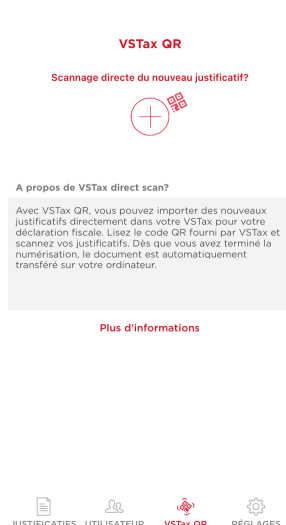 VSTax QR
Scannage directe du nouveau justificatif?
A propos de VSTax direct scan?
Avec VSTax QR, vous pouvez importer des nouveaux
justificatifs directement dans votre VSTax pour votre
déclaration fiscale. Lisez le code QR fourni par VSTax et
scannez vos justificatifs. Dès que vous avez terminé la
numérisation, le document est automatiquement
transféré sur votre ordinateur.
Plus d'informations
JUSTIFICATIFS UTILISATEUR VSTax QR RÉGLAGES